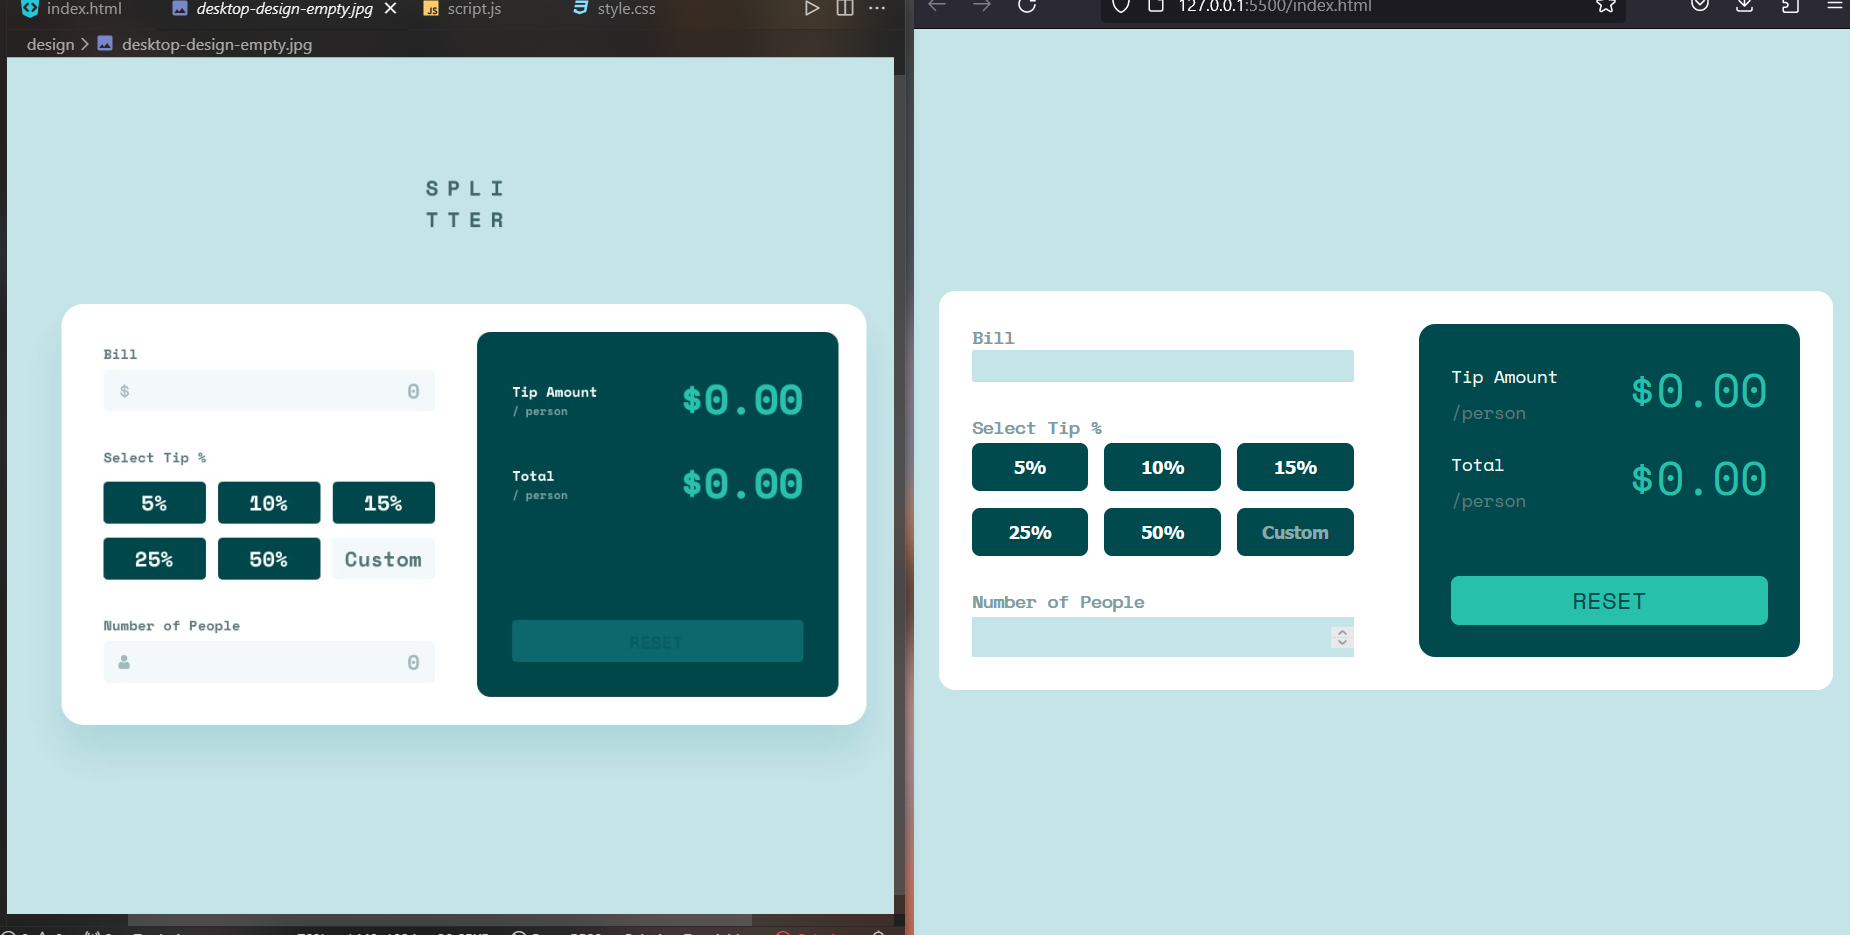 index.html desktop-design-empty.jpg script.js style.css
design > desktop-design-empty.jpg
SPLI
TTER
Bill
$ 0
Select Tip %
5% 10% 15%
25% 50% Custom
Number of People
0
Tip Amount
/ person
$0.00
Total
/ person
$0.00
RESET
127.0.0.1:5500/index.html
Bill
Select Tip %
5% 10% 15%
25% 50% Custom
Number of People
Tip Amount
/person
$0.00
Total
/person
$0.00
RESET